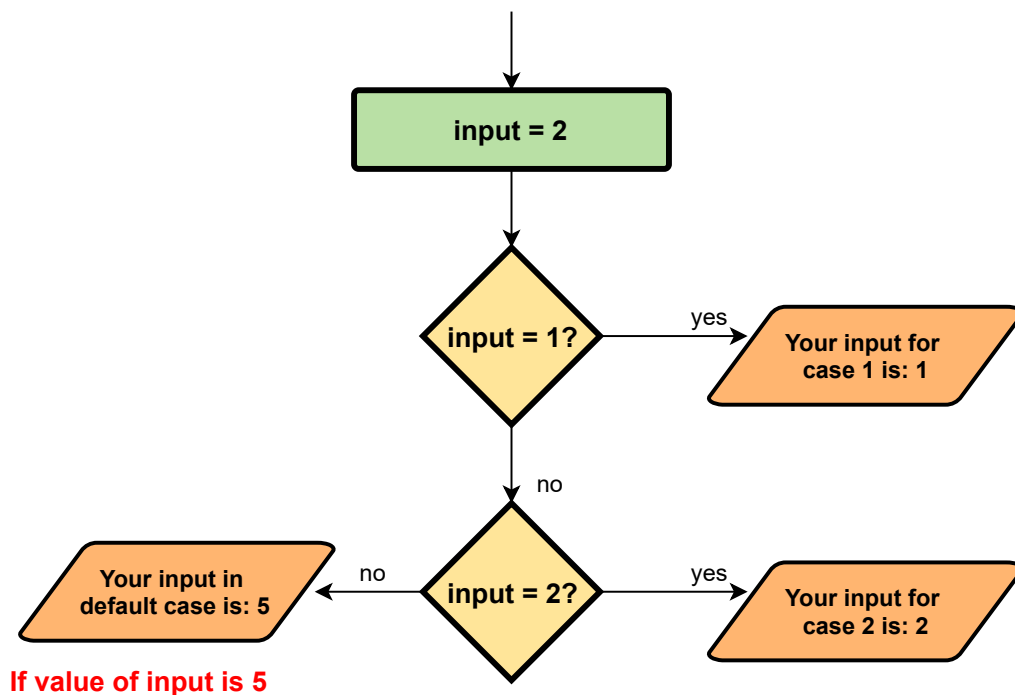 input = 2
input = 1?
yes
Your input for
case 1 is: 1
no
Your input in
default case is: 5
no
input = 2?
yes
Your input for
case 2 is: 2
If value of input is 5